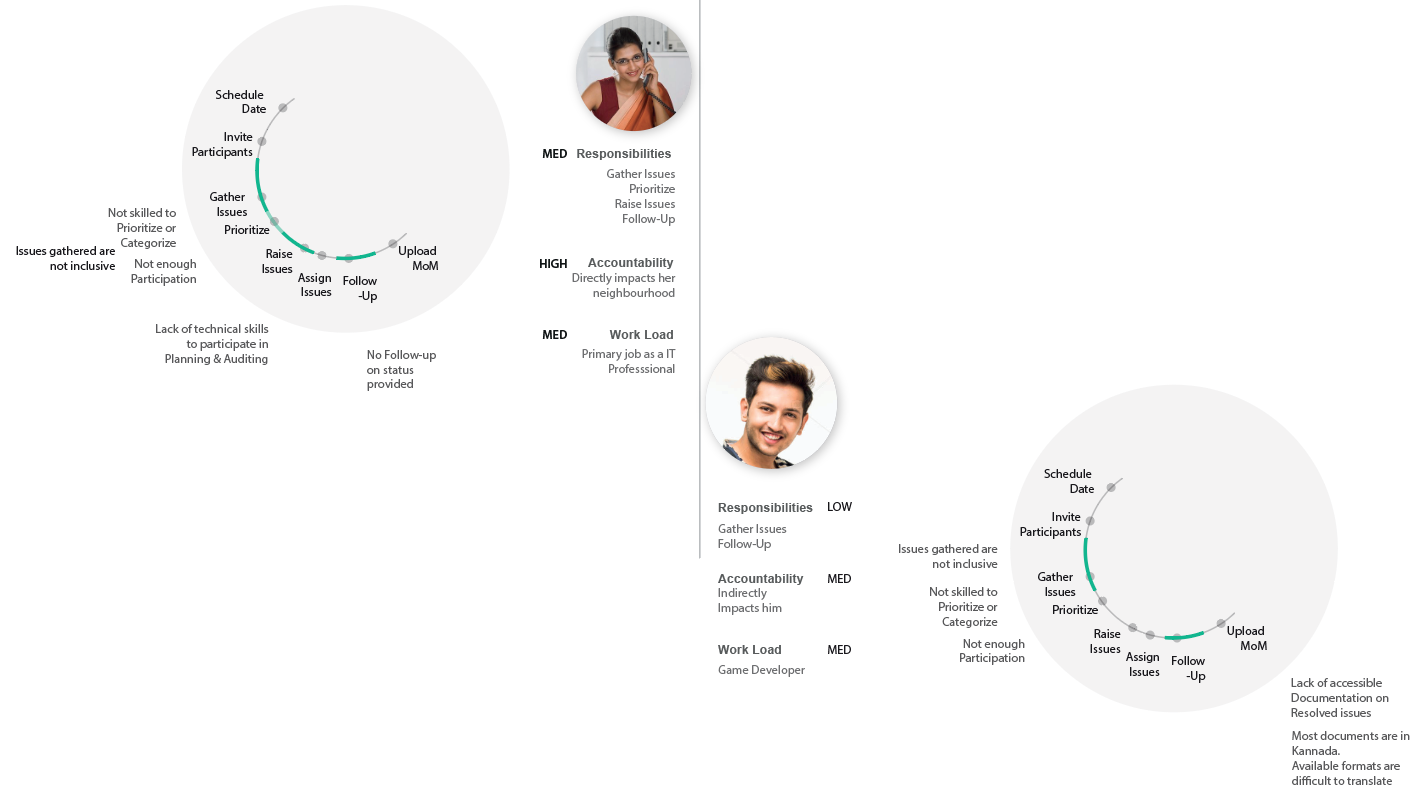 Schedule
Date
Invite
Participants
Gather
Issues
Prioritize
Raise
Issues
Assign
Issues
Follow
-Up
Upload
MoM
Not skilled to
Prioritize or
Categorize
Issues gathered are
not inclusive
Not enough
Participation
Lack of technical skills
to participate in
Planning & Auditing
No Follow-up
on status
provided
MED Responsibilities
Gather Issues
Prioritize
Raise Issues
Follow-Up
HIGH Accountability
Directly impacts her
neighbourhood
MED Work Load
Primary job as a IT
Professsional
Responsibilities LOW
Gather Issues
Follow-Up
Accountability MED
Indirectly
Impacts him
Work Load MED
Game Developer
Schedule
Date
Invite
Participants
Gather
Issues
Prioritize
Raise
Issues
Assign
Issues
Follow
-Up
Upload
MoM
Issues gathered are
not inclusive
Not skilled to
Prioritize or
Categorize
Not enough
Participation
Lack of accessible
Documentation on
Resolved issues
Most documents are in
Kannada.
Available formats are
difficult to translate